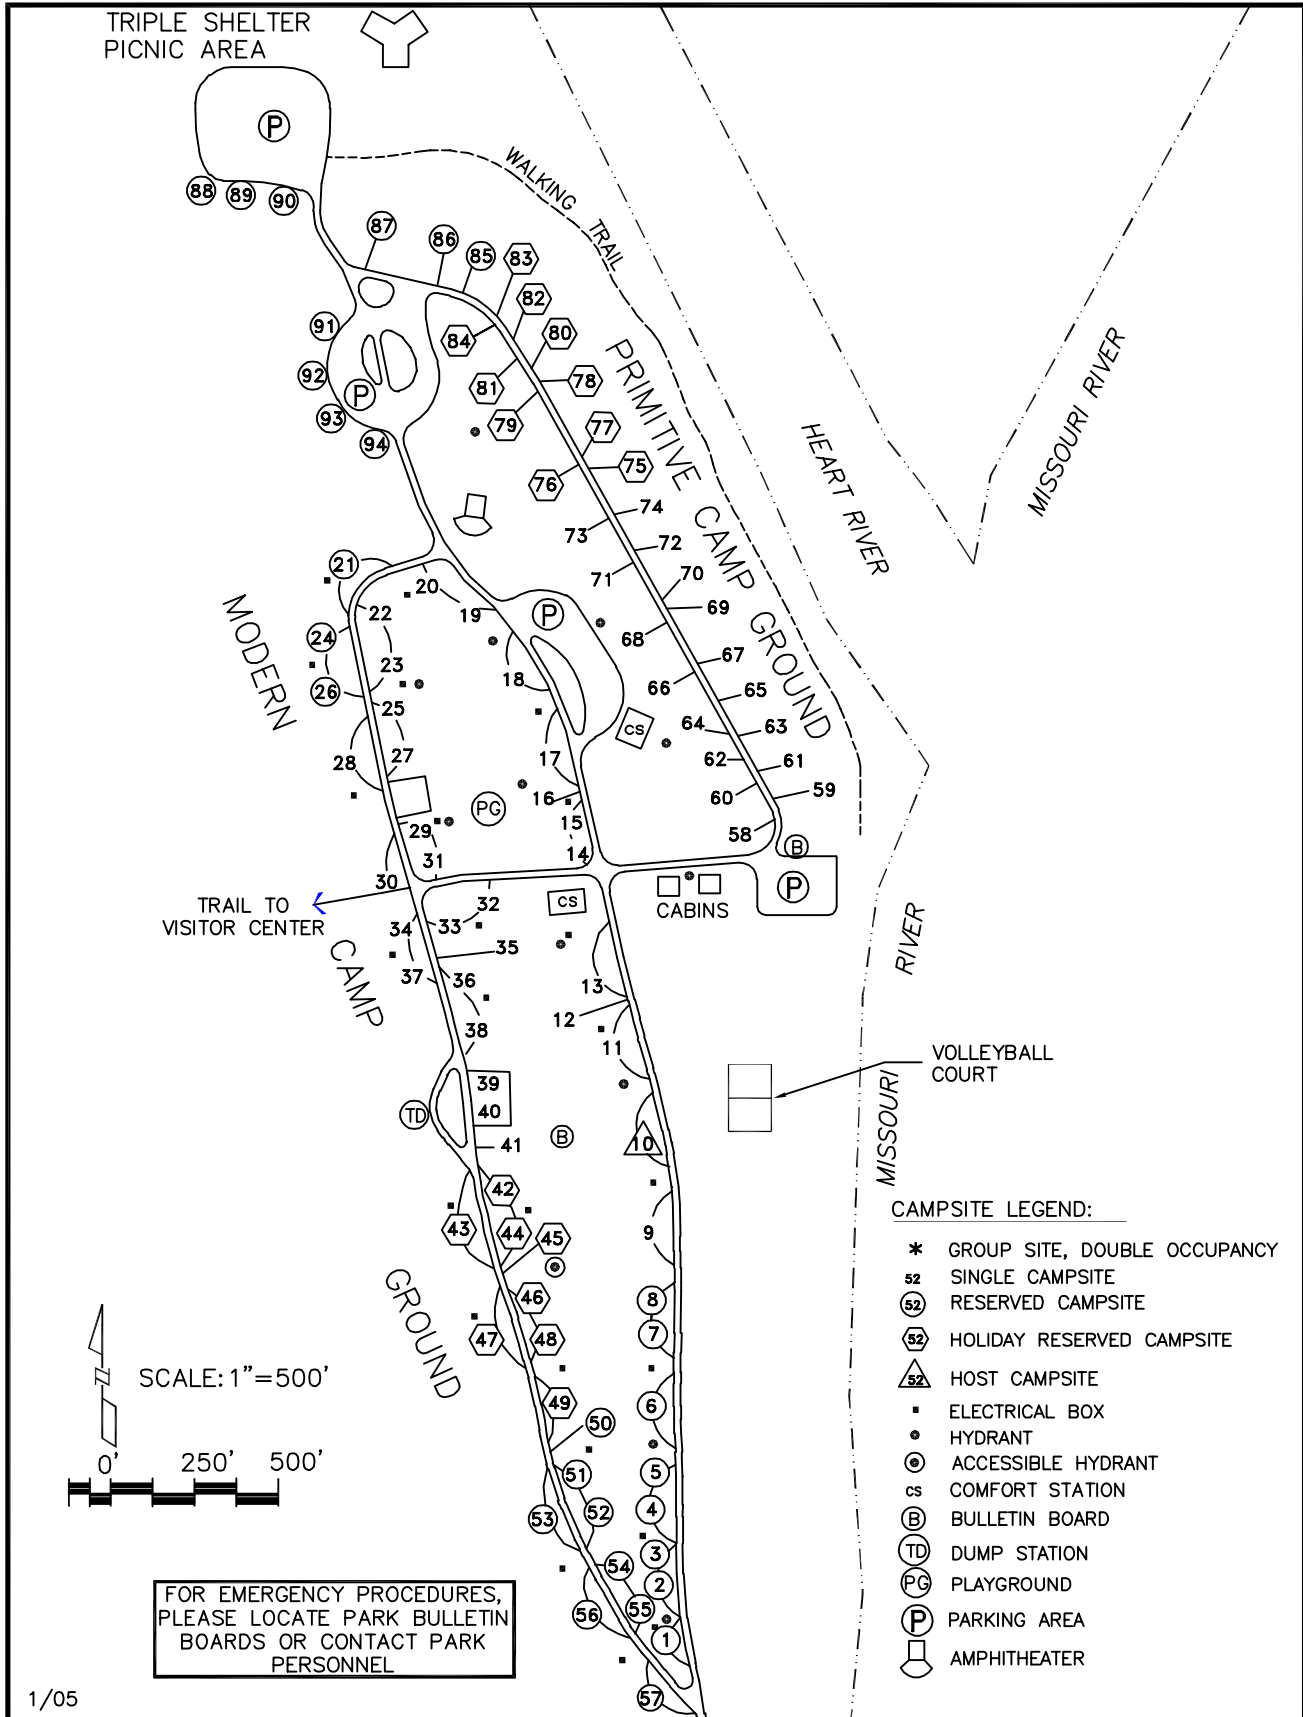 TRIPLE SHELTER
PICNIC AREA
P
88
89
90
WALKING TRAIL
87
86
85
83
82
84
80
81
78
79
77
76
75
91
92
P
93
94
PRIMITIVE CAMP GROUND
HEART RIVER
MISSOURI RIVER
74
73
72
71
70
69
68
67
66
65
64
63
62
61
60
59
58
B
P
21
20
19
P
22
24
23
18
26
25
CS
MODERN
28
27
17
16
PG
15
29
14
31
30
TRAIL TO
VISITOR CENTER
32
CS
CABINS
34
33
35
RIVER
CAMP
37
36
13
12
38
11
VOLLEYBALL
COURT
39
40
TD
41
B
10
MISSOURI
42
43
44
45
9
46
8
47
48
7
GROUND
49
50
6
51
5
52
53
4
54
3
55
2
56
1
57
CAMPSITE LEGEND:
* GROUP SITE, DOUBLE OCCUPANCY
52 SINGLE CAMPSITE
52 RESERVED CAMPSITE
52 HOLIDAY RESERVED CAMPSITE
52 HOST CAMPSITE
ELECTRICAL BOX
HYDRANT
ACCESSIBLE HYDRANT
CS COMFORT STATION
B BULLETIN BOARD
TD DUMP STATION
PG PLAYGROUND
P PARKING AREA
AMPHITHEATER
N
SCALE: 1"=500'
0' 250' 500'
FOR EMERGENCY PROCEDURES,
PLEASE LOCATE PARK BULLETIN
BOARDS OR CONTACT PARK
PERSONNEL
1/05